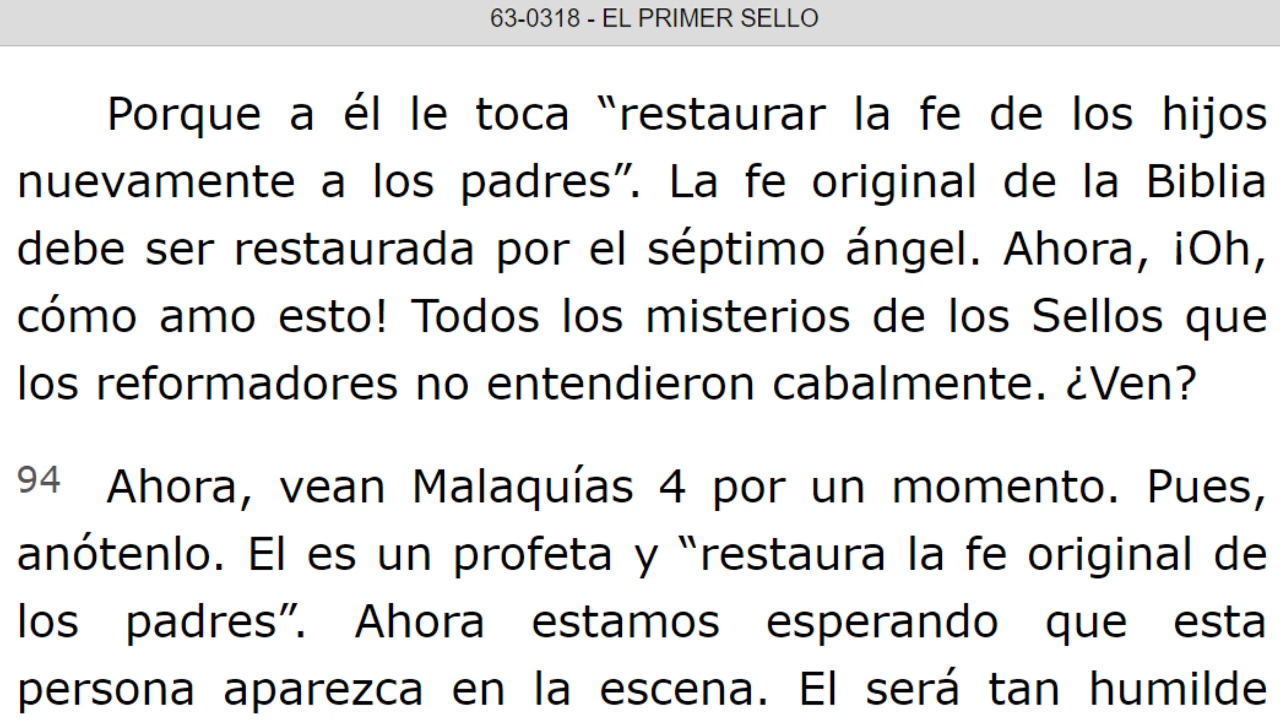 63-0318 - EL PRIMER SELLO
Porque a él le toca “restaurar la fe de los hijos
nuevamente a los padres”. La fe original de la Biblia
debe ser restaurada por el séptimo ángel. Ahora, ¡Oh,
cómo amo esto! Todos los misterios de los Sellos que
los reformadores no entendieron cabalmente. ¿Ven?
94 Ahora, vean Malaquías 4 por un momento. Pues,
anótenlo. El es un profeta y “restaura la fe original de
los padres”. Ahora estamos esperando que esta
persona aparezca en la escena. El será tan humilde